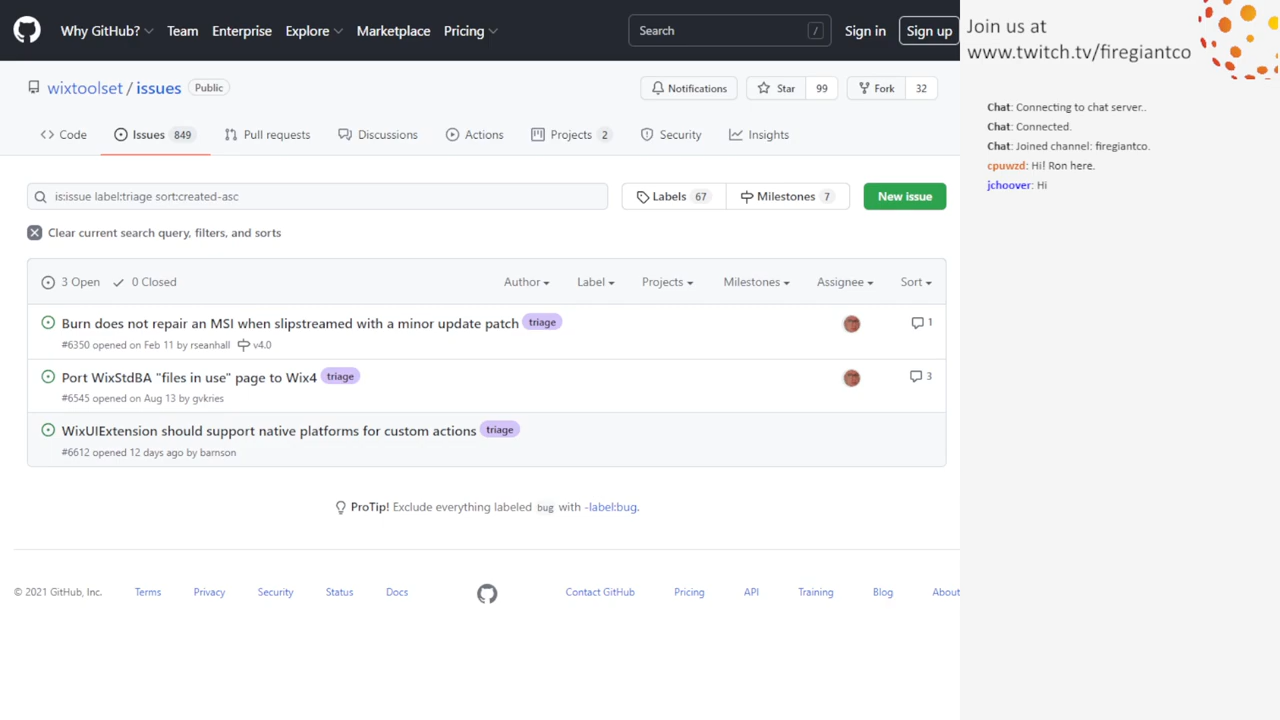 Why GitHub? Team Enterprise Explore Marketplace Pricing Search / Sign in Sign up
wixtoolset / issues Public Notifications Star 99 Fork 32
Code Issues 849 Pull requests Discussions Actions Projects 2 Security Insights
is:issue label:triage sort:created-asc Labels 67 Milestones 7 New issue
Clear current search query, filters, and sorts
3 Open 0 Closed Author Label Projects Milestones Assignee Sort
Burn does not repair an MSI when slipstreamed with a minor update patch triage 1
#6350 opened on Feb 11 by rseanhall v4.0
Port WixStdBA "files in use" page to Wix4 triage 3
#6545 opened on Aug 13 by gvkries
WixUIExtension should support native platforms for custom actions triage
#6612 opened 12 days ago by barnson
ProTip! Exclude everything labeled bug with -label:bug.
© 2021 GitHub, Inc. Terms Privacy Security Status Docs Contact GitHub Pricing API Training Blog About
Join us at
www.twitch.tv/firegiantco
Chat: Connecting to chat server..
Chat: Connected.
Chat: Joined channel: firegiantco.
cpuwzd: Hi! Ron here.
jchoover: Hi